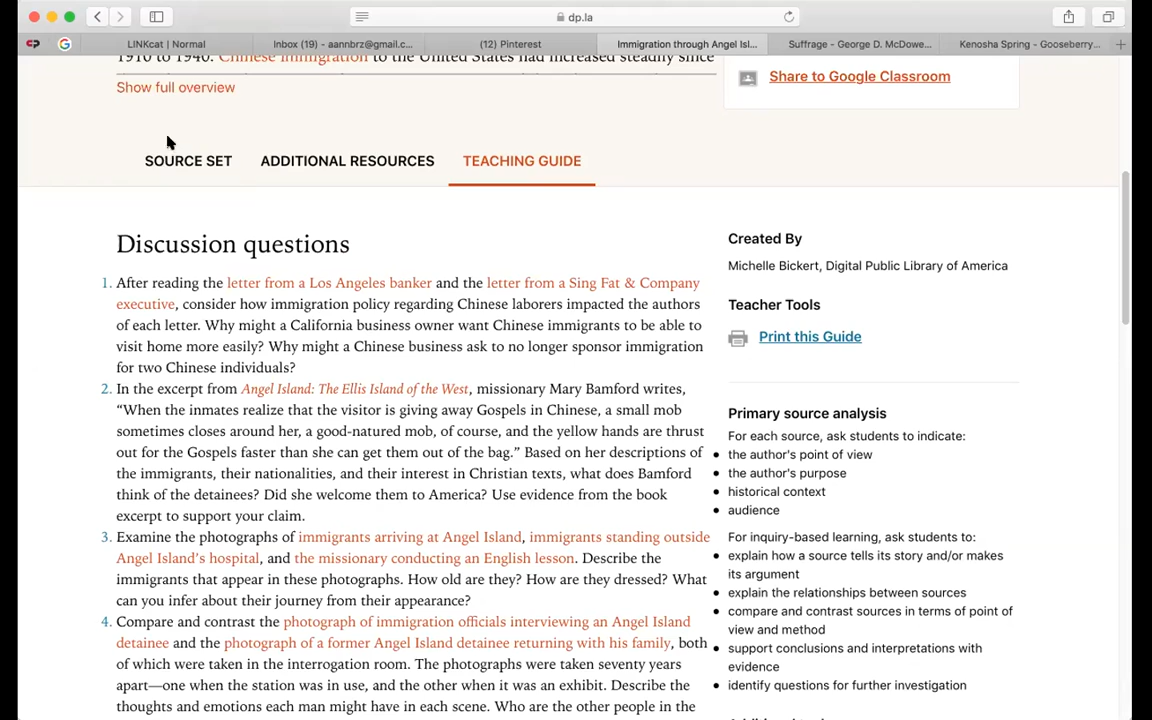 dp.la
LINKcat | Normal
Inbox (19) - aannbrz@gmail.c...
(12) Pinterest
Immigration through Angel Isl...
Suffrage - George D. McDowe...
Kenosha Spring - Gooseberry...
1910 to 1940. Chinese immigration to the United States had increased steadily since
Show full overview
Share to Google Classroom
SOURCE SET
ADDITIONAL RESOURCES
TEACHING GUIDE
Discussion questions
1. After reading the letter from a Los Angeles banker and the letter from a Sing Fat & Company
executive, consider how immigration policy regarding Chinese laborers impacted the authors
of each letter. Why might a California business owner want Chinese immigrants to be able to
visit home more easily? Why might a Chinese business ask to no longer sponsor immigration
for two Chinese individuals?
2. In the excerpt from Angel Island: The Ellis Island of the West, missionary Mary Bamford writes,
“When the inmates realize that the visitor is giving away Gospels in Chinese, a small mob
sometimes closes around her, a good-natured mob, of course, and the yellow hands are thrust
out for the Gospels faster than she can get them out of the bag.” Based on her descriptions of
the immigrants, their nationalities, and their interest in Christian texts, what does Bamford
think of the detainees? Did she welcome them to America? Use evidence from the book
excerpt to support your claim.
3. Examine the photographs of immigrants arriving at Angel Island, immigrants standing outside
Angel Island’s hospital, and the missionary conducting an English lesson. Describe the
immigrants that appear in these photographs. How old are they? How are they dressed? What
can you infer about their journey from their appearance?
4. Compare and contrast the photograph of immigration officials interviewing an Angel Island
detainee and the photograph of a former Angel Island detainee returning with his family, both
of which were taken in the interrogation room. The photographs were taken seventy years
apart—one when the station was in use, and the other when it was an exhibit. Describe the
thoughts and emotions each man might have in each scene. Who are the other people in the
Created By
Michelle Bickert, Digital Public Library of America
Teacher Tools
Print this Guide
Primary source analysis
For each source, ask students to indicate:
• the author's point of view
• the author's purpose
• historical context
• audience
For inquiry-based learning, ask students to:
• explain how a source tells its story and/or makes
its argument
• explain the relationships between sources
• compare and contrast sources in terms of point of
view and method
• support conclusions and interpretations with
evidence
• identify questions for further investigation